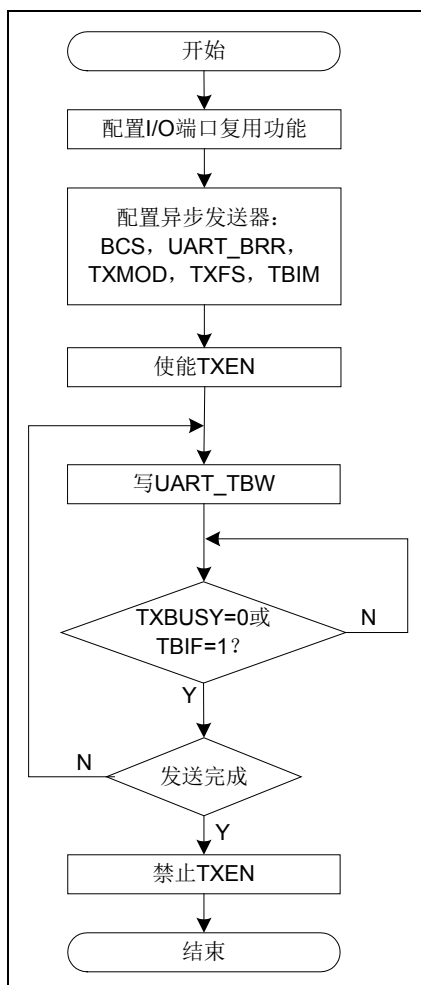 开始
配置I/O端口复用功能
配置异步发送器：
BCS，UART_BRR，
TXMOD，TXFS，TBIM
使能TXEN
写UART_TBW
TXBUSY=0或
TBIF=1？
N
Y
发送完成
N
Y
禁止TXEN
结束